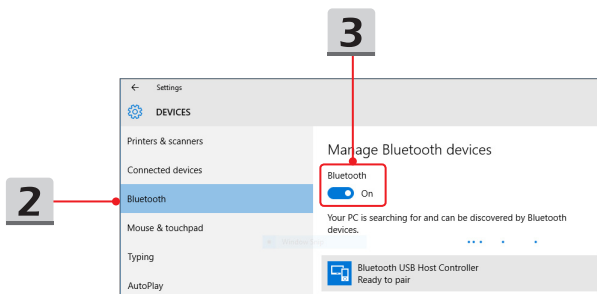 3
← Settings
DEVICES
Printers & scanners
Connected devices
2
Bluetooth
Mouse & touchpad
Typing
AutoPlay
Manage Bluetooth devices
Bluetooth
On
Your PC is searching for and can be discovered by Bluetooth
devices.
Bluetooth USB Host Controller
Ready to pair